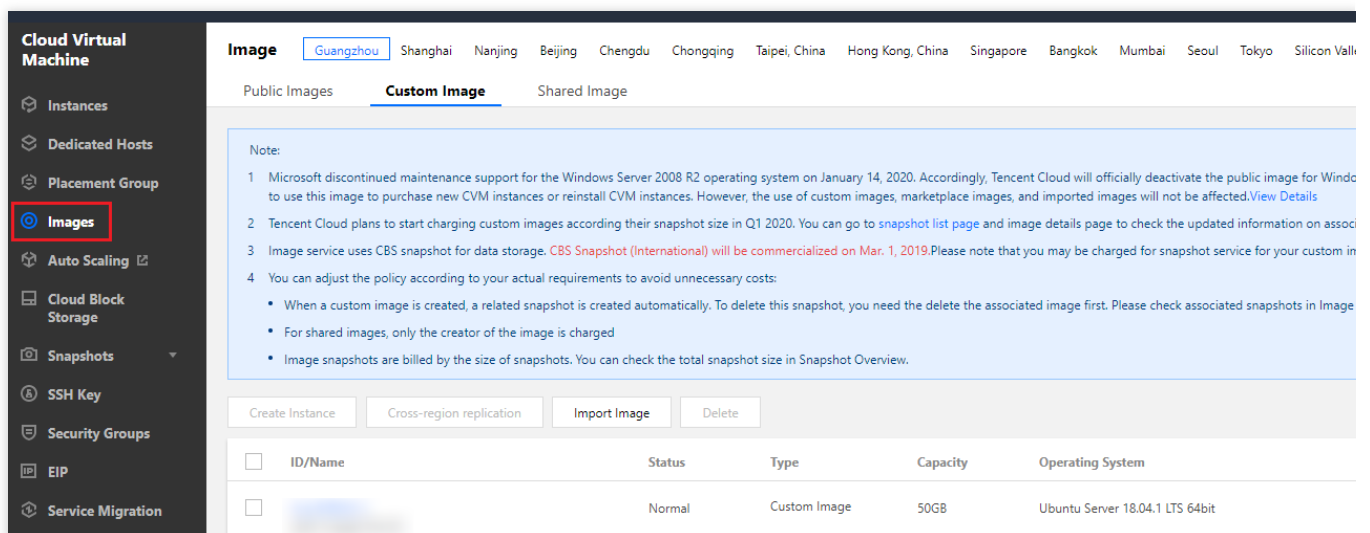 Cloud Virtual
Machine
Instances
Dedicated Hosts
Placement Group
Images
Auto Scaling
Cloud Block
Storage
Snapshots
SSH Key
Security Groups
EIP
Service Migration
Image Guangzhou Shanghai Nanjing Beijing Chengdu Chongqing Taipei, China Hong Kong, China Singapore Bangkok Mumbai Seoul Tokyo Silicon Valle
Public Images Custom Image Shared Image
Note:
1 Microsoft discontinued maintenance support for the Windows Server 2008 R2 operating system on January 14, 2020. Accordingly, Tencent Cloud will officially deactivate the public image for Windo
to use this image to purchase new CVM instances or reinstall CVM instances. However, the use of custom images, marketplace images, and imported images will not be affected.View Details
2 Tencent Cloud plans to start charging custom images according their snapshot size in Q1 2020. You can go to snapshot list page and image details page to check the updated information on associ
3 Image service uses CBS snapshot for data storage. CBS Snapshot (International) will be commercialized on Mar. 1, 2019.Please note that you may be charged for snapshot service for your custom im
4 You can adjust the policy according to your actual requirements to avoid unnecessary costs:
• When a custom image is created, a related snapshot is created automatically. To delete this snapshot, you need the delete the associated image first. Please check associated snapshots in Image
• For shared images, only the creator of the image is charged
• Image snapshots are billed by the size of snapshots. You can check the total snapshot size in Snapshot Overview.
Create Instance Cross-region replication Import Image Delete
ID/Name Status Type Capacity Operating System
Normal Custom Image 50GB Ubuntu Server 18.04.1 LTS 64bit